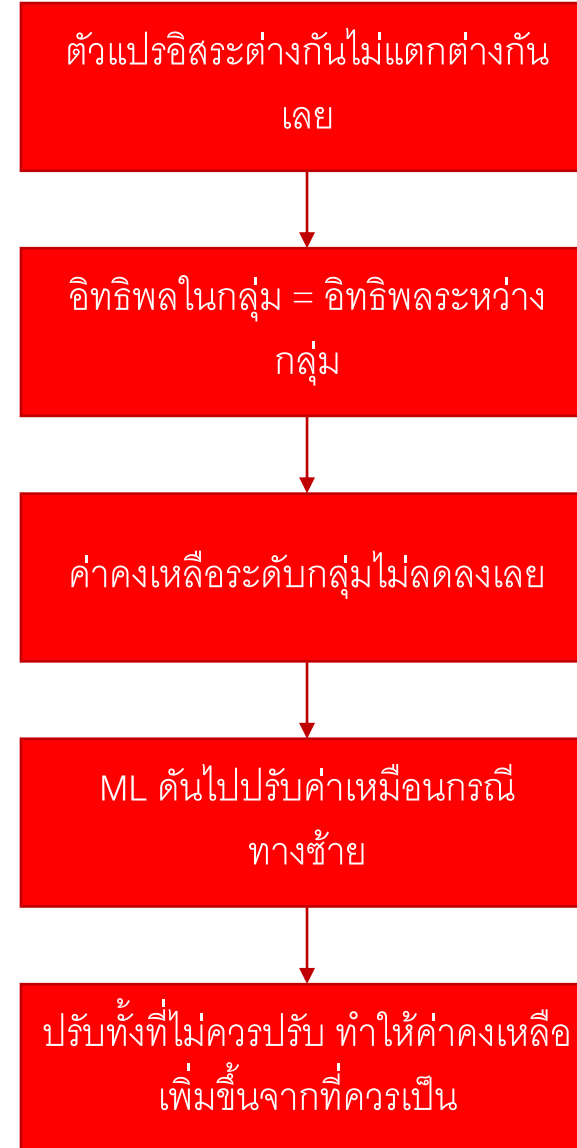 ตัวแปรอิสระต่างกันไม่แตกต่างกัน
เลย
อิทธิพลในกลุ่ม = อิทธิพลระหว่าง
กลุ่ม
ค่าคงเหลือระดับกลุ่มไม่ลดลงเลย
ML ดันไปปรับค่าเหมือนกรณี
ทางซ้าย
ปรับทั้งที่ไม่ควรปรับ ทำให้ค่าคงเหลือ
เพิ่มขึ้นจากที่ควรเป็น